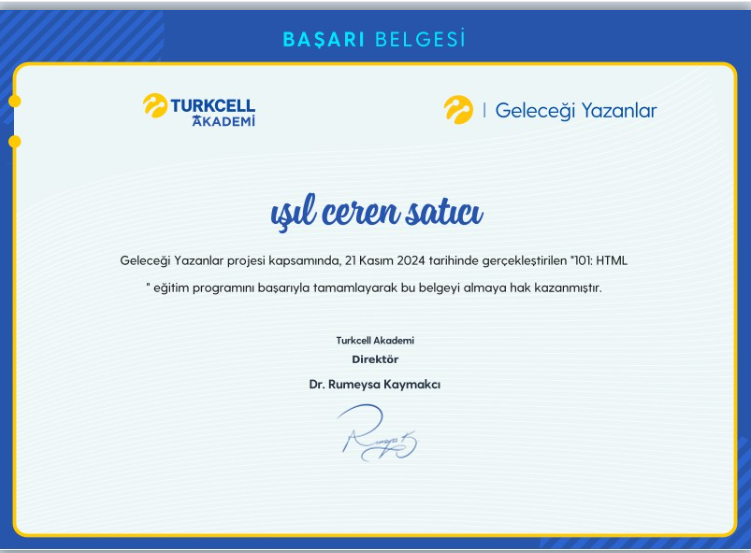 BAŞARI BELGESİ
TURKCELL
AKADEMİ
Geleceği Yazanlar
ışıl ceren satıcı
Geleceği Yazanlar projesi kapsamında, 21 Kasım 2024 tarihinde gerçekleştirilen "101: HTML
" eğitim programını başarıyla tamamlayarak bu belgeyi almaya hak kazanmıştır.
Turkcell Akademi
Direktör
Dr. Rumeysa Kaymakcı